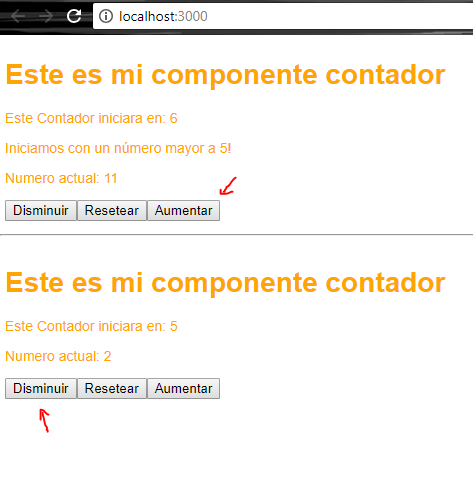 localhost:3000
Este es mi componente contador
Este Contador iniciara en: 6
Iniciamos con un número mayor a 5!
Numero actual: 11
Disminuir Resetear Aumentar
Este es mi componente contador
Este Contador iniciara en: 5
Numero actual: 2
Disminuir Resetear Aumentar